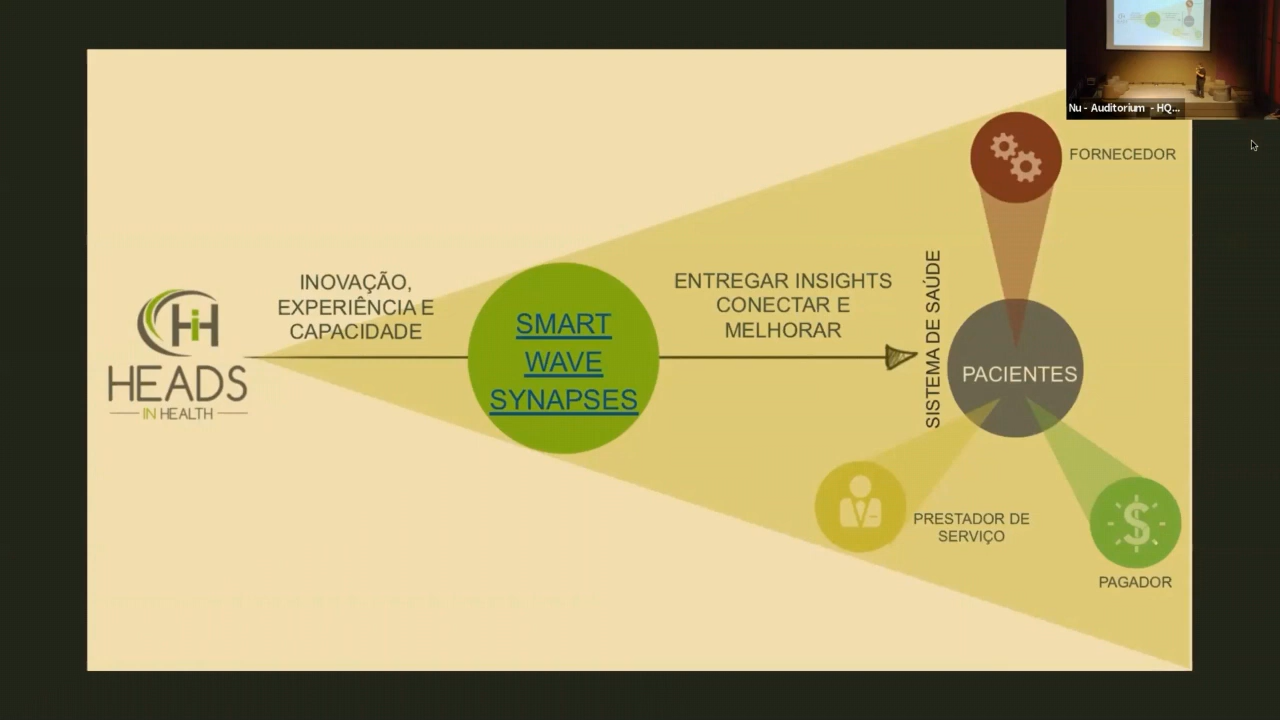 Nu - Auditorium - HQ...
FORNECEDOR
INOVAÇÃO,
EXPERIÊNCIA E
CAPACIDADE
ENTREGAR INSIGHTS
CONECTAR E
MELHORAR
SISTEMA DE SAÚDE
HiH
HEADS
IN HEALTH
SMART
WAVE
SYNAPSES
PACIENTES
PRESTADOR DE
SERVIÇO
PAGADOR